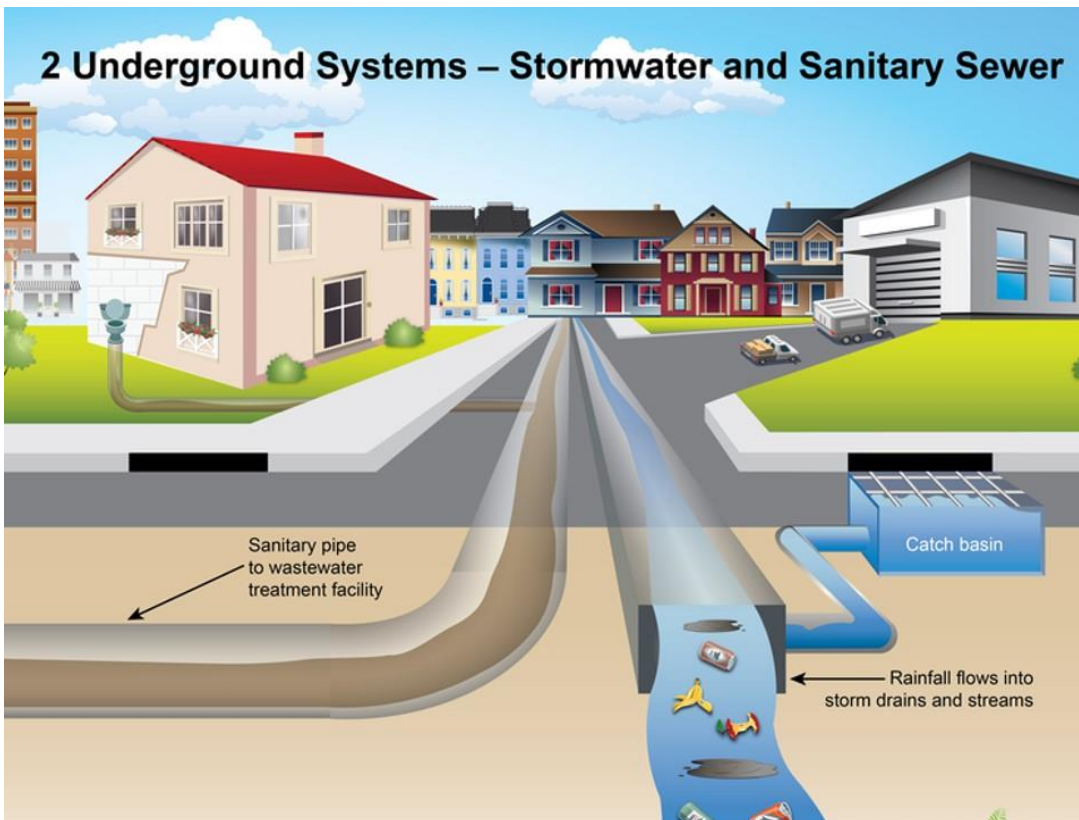 2 Underground Systems – Stormwater and Sanitary Sewer
Sanitary pipe
to wastewater
treatment facility
Catch basin
Rainfall flows into
storm drains and streams